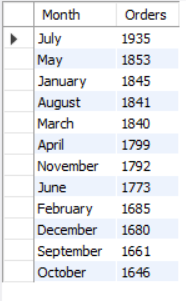 Month Orders
July 1935
May 1853
January 1845
August 1841
March 1840
April 1799
November 1792
June 1773
February 1685
December 1680
September 1661
October 1646